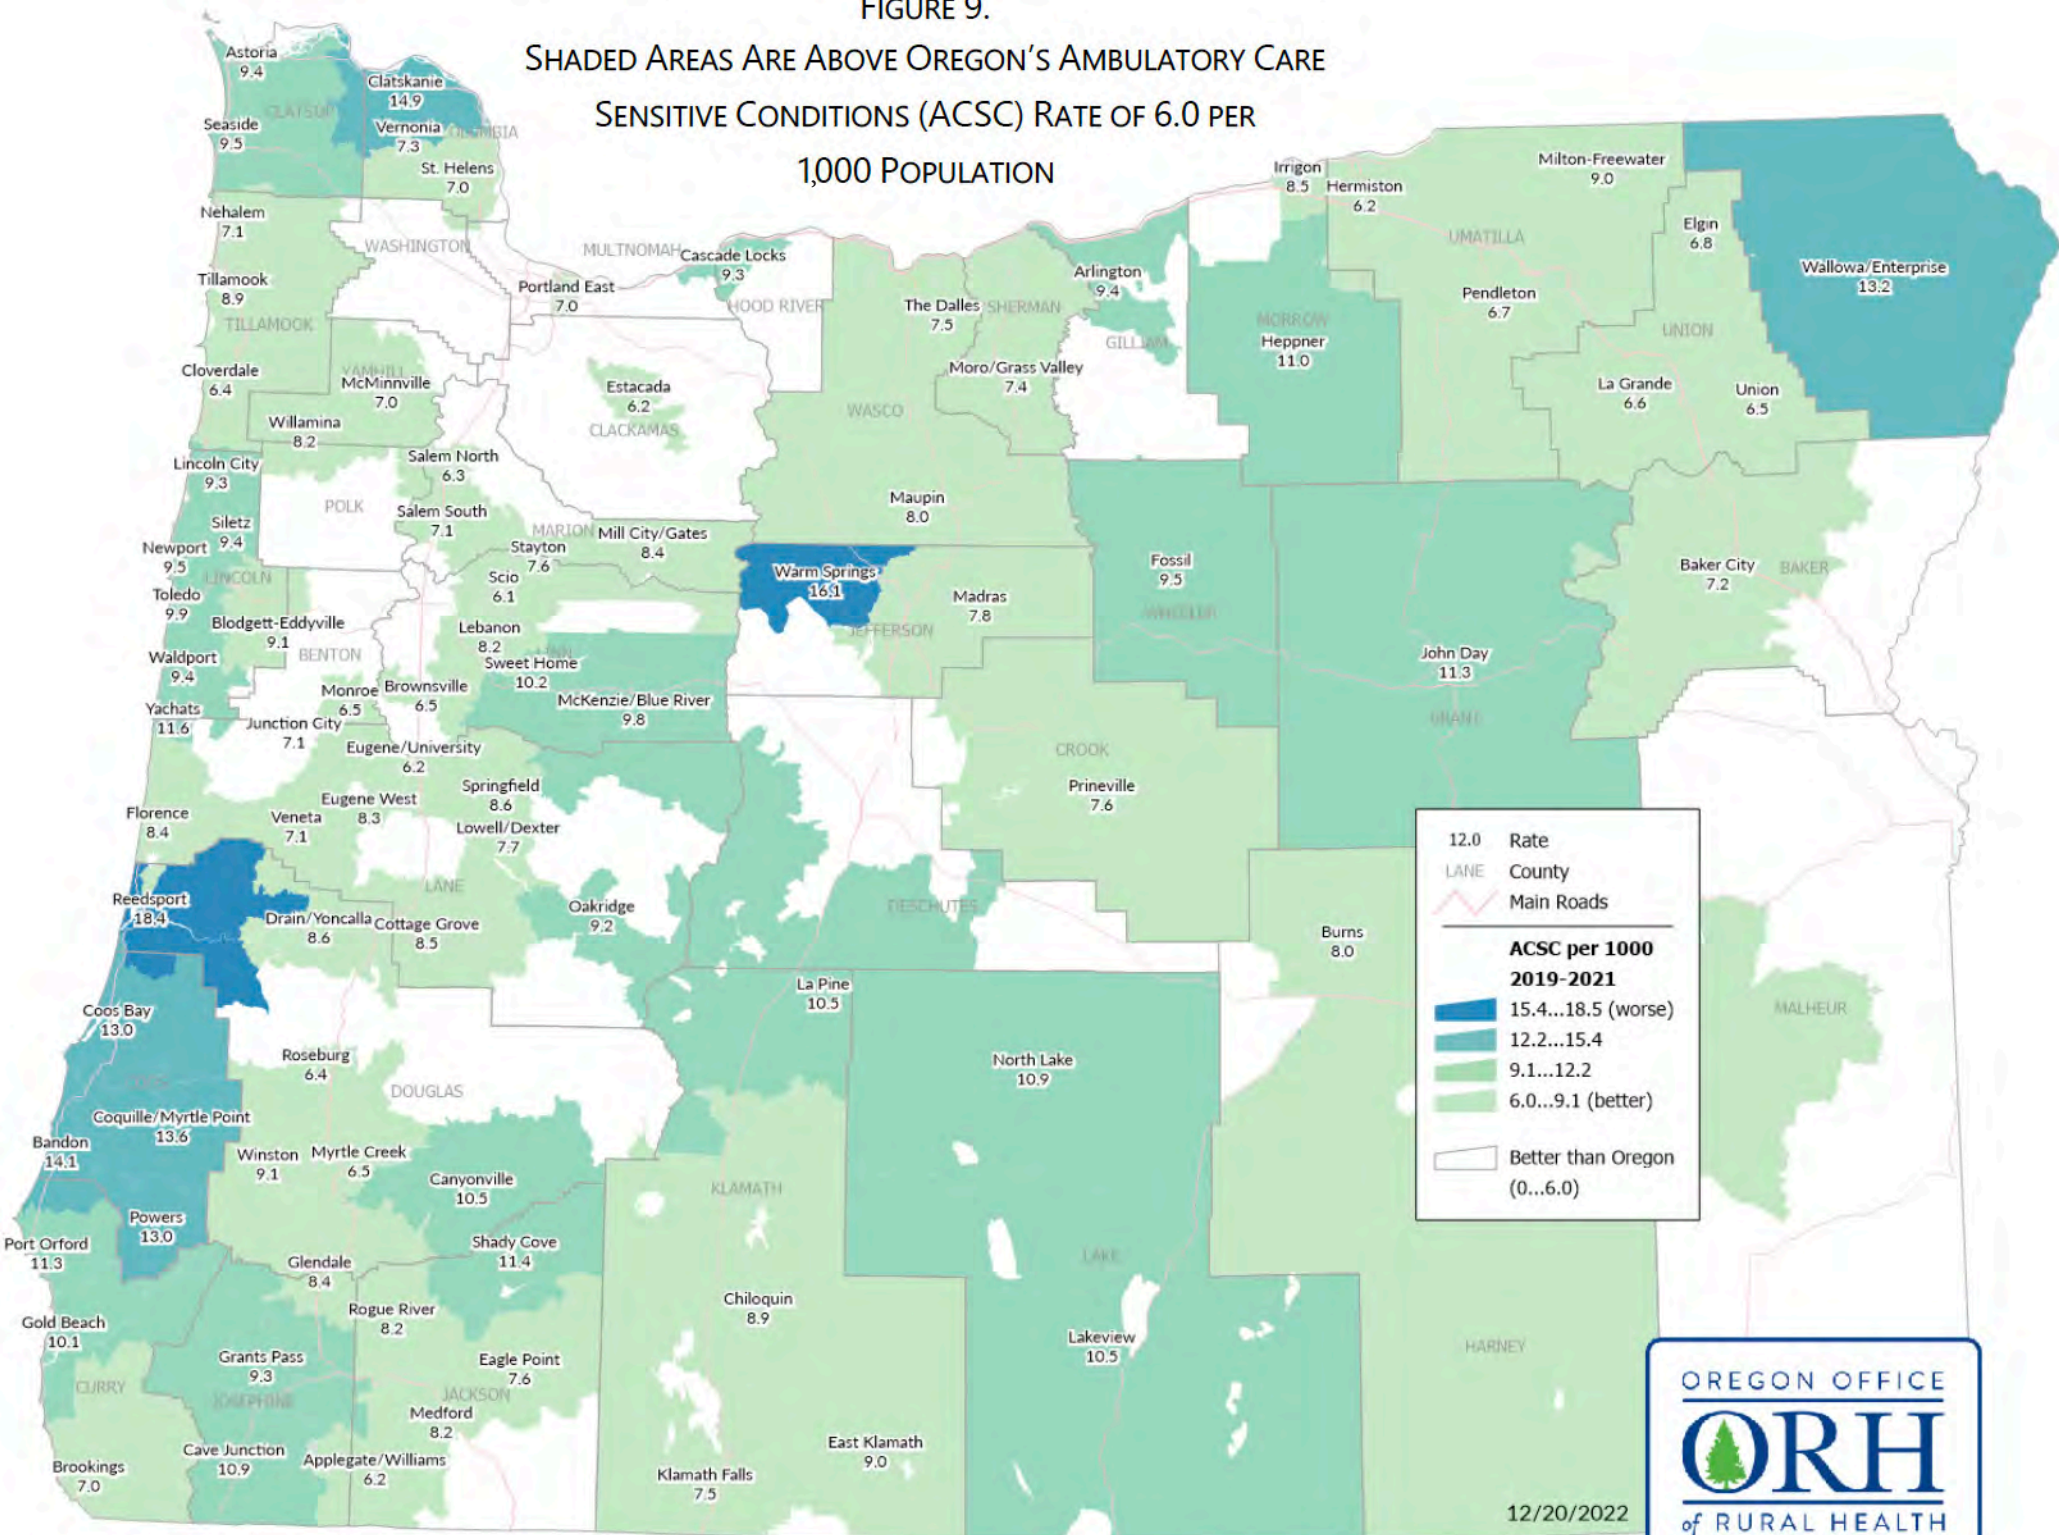 FIGURE 9.
SHADED AREAS ARE ABOVE OREGON'S AMBULATORY CARE
SENSITIVE CONDITIONS (ACSC) RATE OF 6.0 PER
1,000 POPULATION
Astoria
9.4
CLATSOP
Clatskanie
14.9
Seaside
9.5
Vernonia
7.3
COLUMBIA
St. Helens
7.0
Nehalem
7.1
WASHINGTON
MULTNOMAH
Cascade Locks
9.3
Portland East
7.0
HOOD RIVER
Tillamook
8.9
TILLAMOOK
Cloverdale
6.4
YAMHILL
McMinnville
7.0
Willamina
8.2
Estacada
6.2
CLACKAMAS
The Dalles
7.5
SHERMAN
Moro/Grass Valley
7.4
WASCO
Maupin
8.0
Arlington
9.4
GILLIAM
Irrigon
8.5
Hermiston
6.2
Milton-Freewater
9.0
UMATILLA
Pendleton
6.7
MORROW
Heppner
11.0
Elgin
6.8
UNION
La Grande
6.6
Union
6.5
Wallowa/Enterprise
13.2
Lincoln City
9.3
Salem North
6.3
POLK
Salem South
7.1
MARION
Mill City/Gates
8.4
Siletz
9.4
Newport
9.5
LINCOLN
Stayton
7.6
Scio
6.1
Toledo
9.9
Blodgett-Eddyville
9.1
BENTON
Lebanon
8.2
LINN
Sweet Home
10.2
Waldport
9.4
Monroe
6.5
Brownsville
6.5
McKenzie/Blue River
9.8
Yachats
11.6
Junction City
7.1
Eugene/University
6.2
Warm Springs
16.1
JEFFERSON
Madras
7.8
Fossil
9.5
WHEELER
John Day
11.3
GRANT
Baker City
7.2
BAKER
CROOK
Prineville
7.6
Springfield
8.6
Eugene West
8.3
Veneta
7.1
Florence
8.4
Lowell/Dexter
7.7
LANE
Reedsport
18.4
Drain/Yoncalla
8.6
Cottage Grove
8.5
Oakridge
9.2
DESCHUTES
La Pine
10.5
Burns
8.0
MALHEUR
Coos Bay
13.0
COOS
Roseburg
6.4
DOUGLAS
North Lake
10.9
Coquille/Myrtle Point
13.6
Bandon
14.1
Winston
9.1
Myrtle Creek
6.5
Canyonville
10.5
KLAMATH
Powers
13.0
Port Orford
11.3
Shady Cove
11.4
LAKE
Glendale
8.4
Rogue River
8.2
Chiloquin
8.9
Gold Beach
10.1
Grants Pass
9.3
JOSEPHINE
Eagle Point
7.6
JACKSON
Medford
8.2
CURRY
Lakeview
10.5
HARNEY
Brookings
7.0
Cave Junction
10.9
Applegate/Williams
6.2
Klamath Falls
7.5
East Klamath
9.0
12.0 Rate
LANE County
Main Roads
ACSC per 1000
2019-2021
15.4...18.5 (worse)
12.2...15.4
9.1...12.2
6.0...9.1 (better)
Better than Oregon
(0...6.0)
12/20/2022
OREGON OFFICE
ORH
of RURAL HEALTH